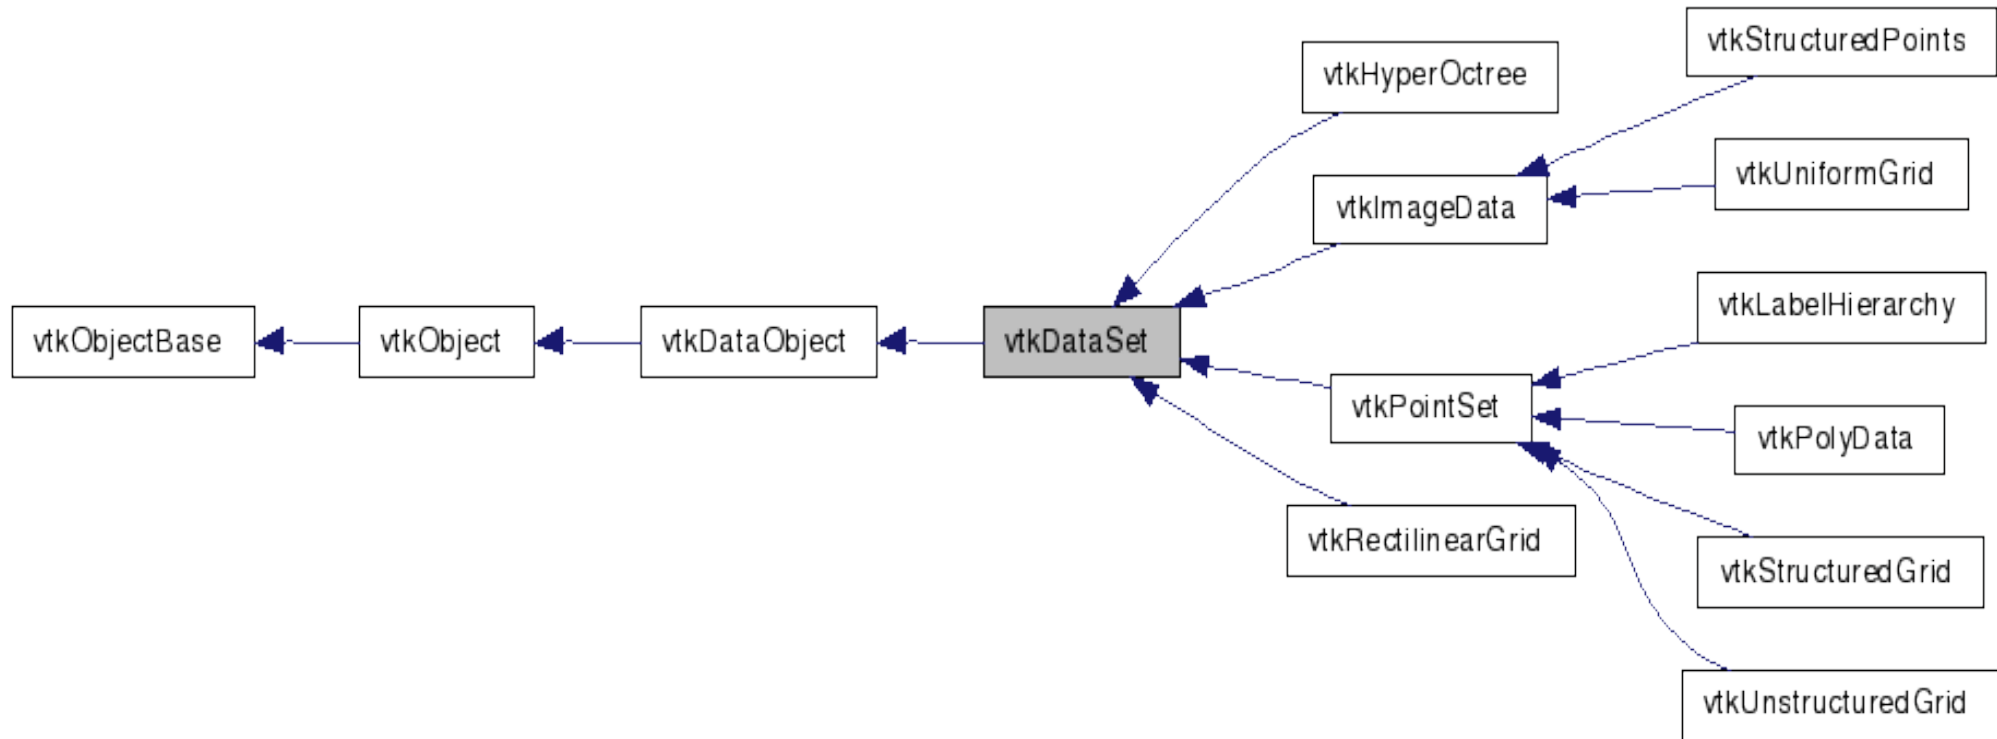 vtkStructuredPoints
vtkHyperOctree
vtkUniformGrid
vtkImageData
vtkLabelHierarchy
vtkObjectBase
vtkObject
vtkDataObject
vtkDataSet
vtkPointSet
vtkPolyData
vtkRectilinearGrid
vtkStructuredGrid
vtkUnstructuredGrid